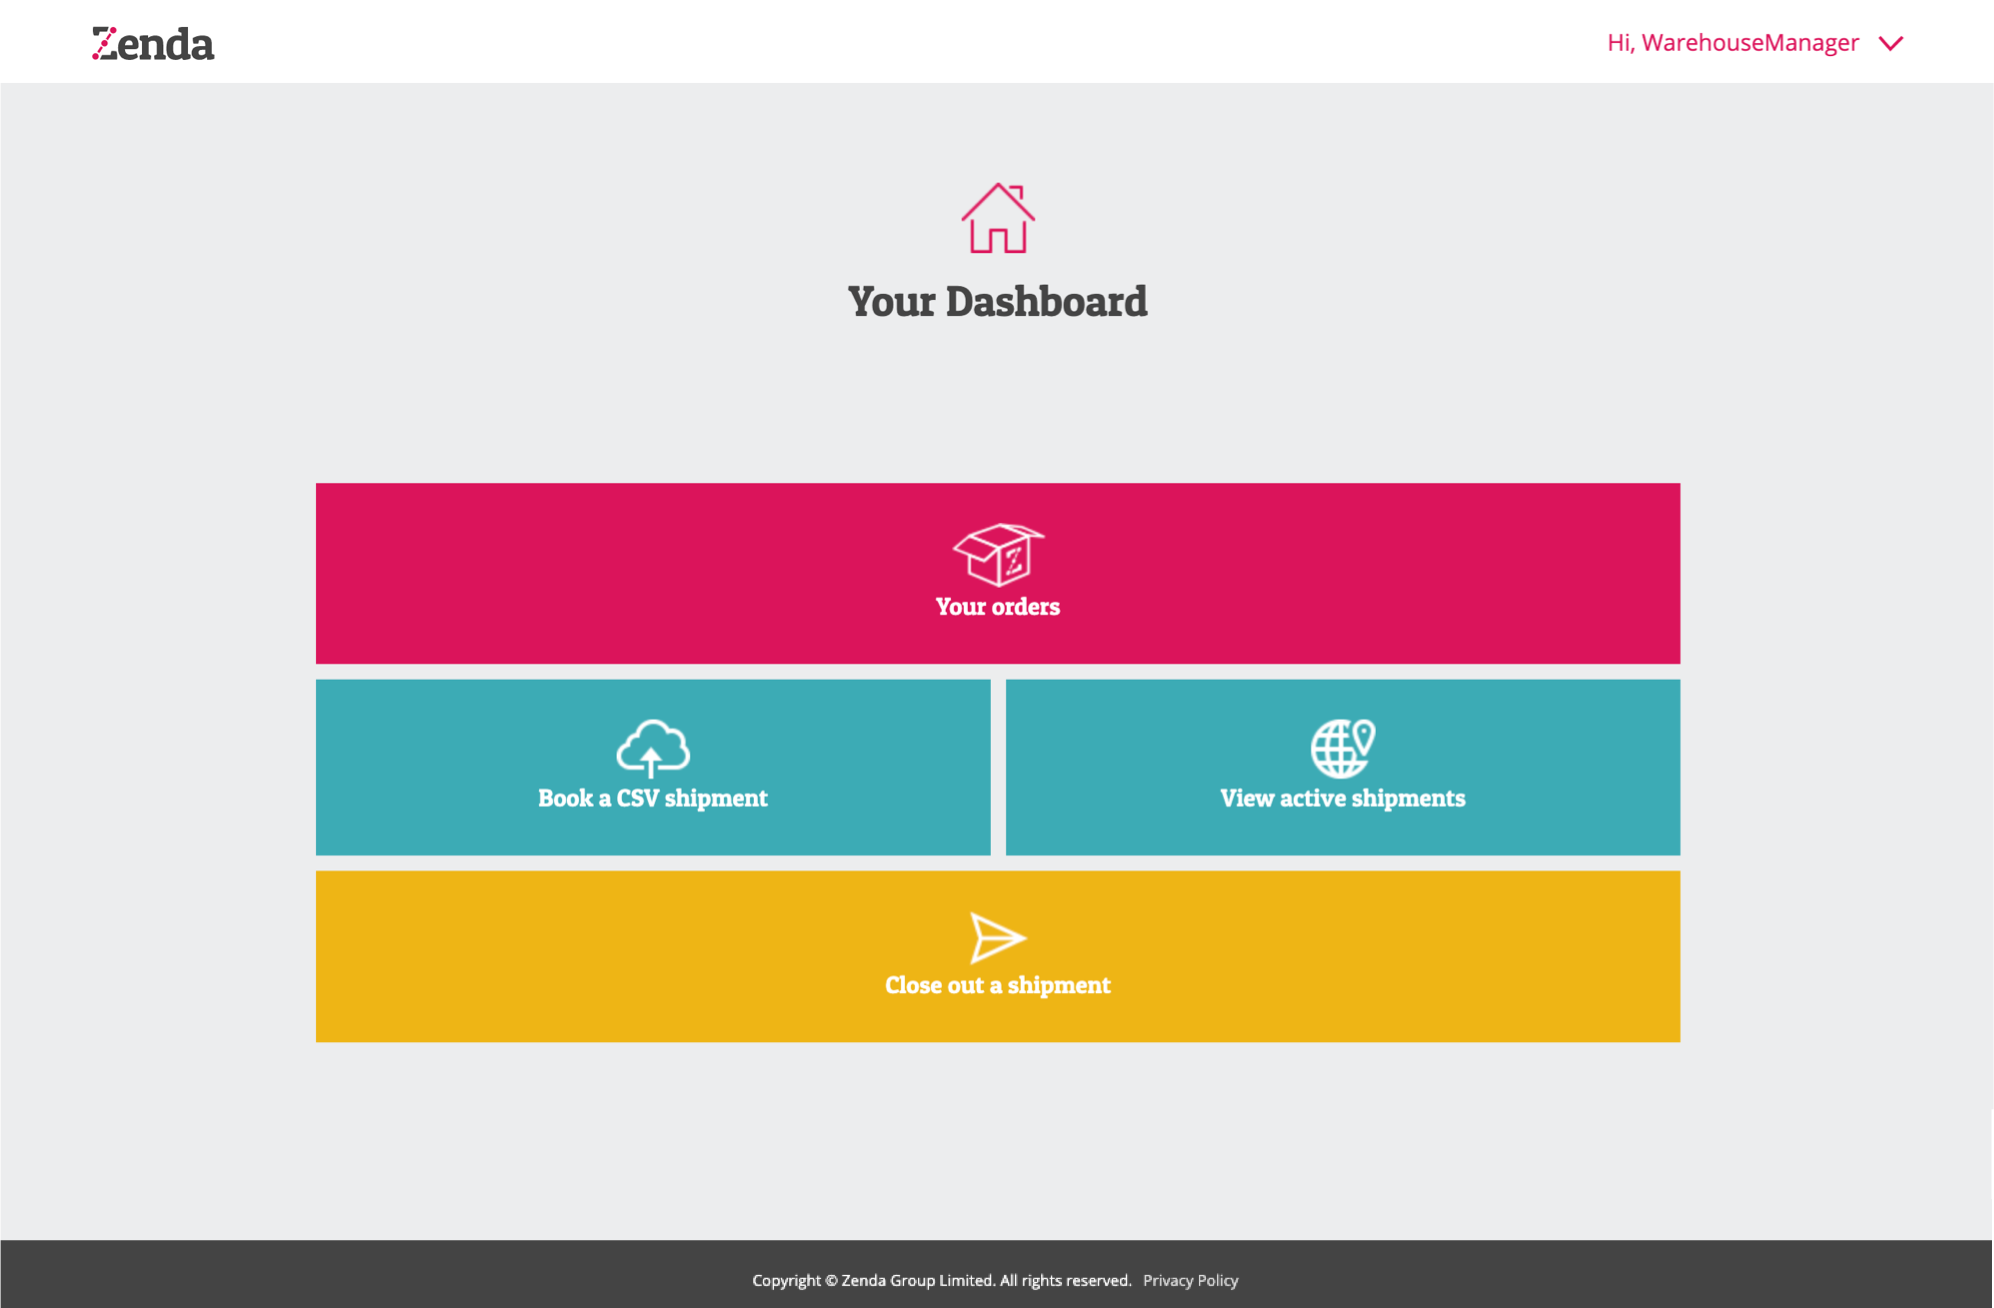 Zenda
Hi, WarehouseManager
Your Dashboard
Z
Your orders
Book a CSV shipment
View active shipments
Close out a shipment
Copyright © Zenda Group Limited. All rights reserved. Privacy Policy